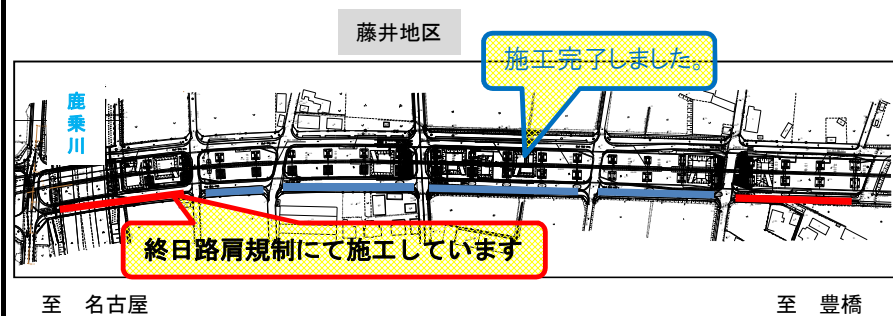 藤井地区
施工完了しました。
鹿乗川
終日路肩規制にて施工しています
至 名古屋
至 豊橋